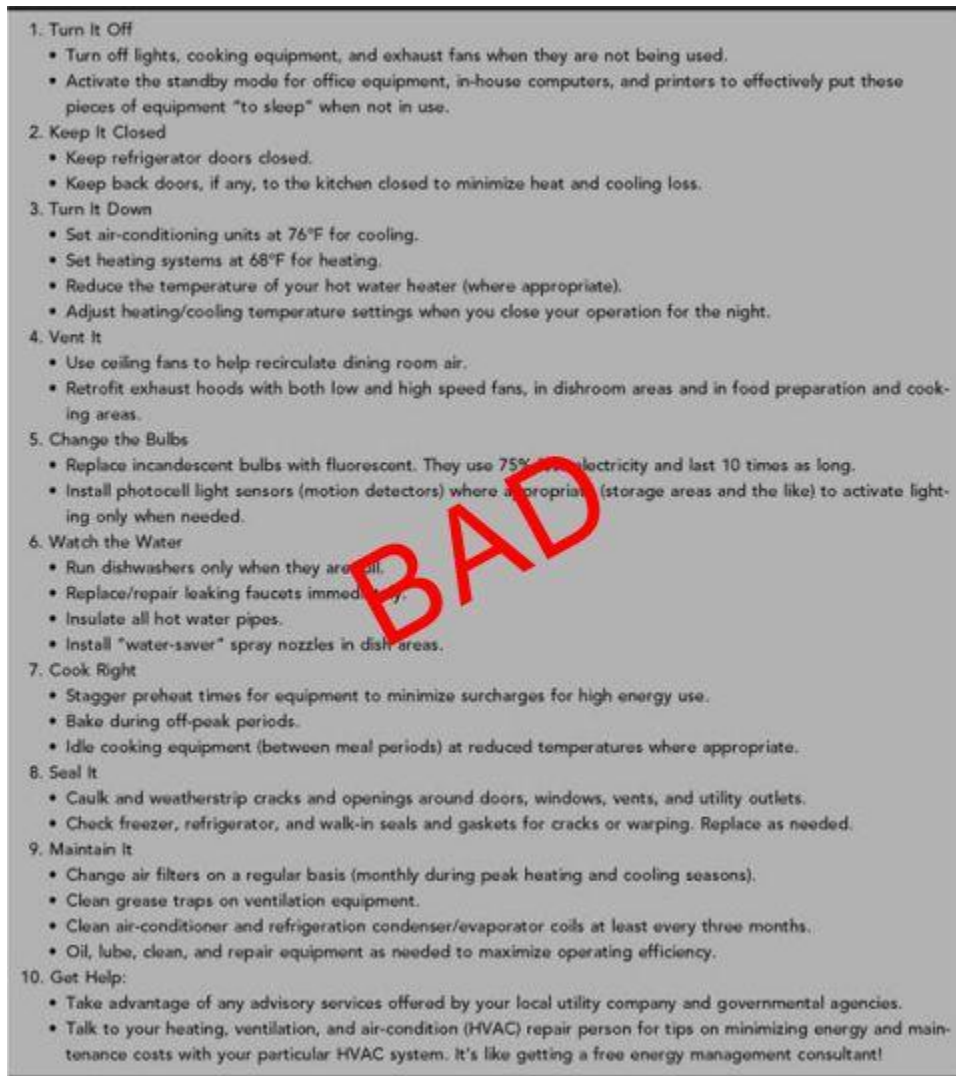 1. Turn It Off
• Turn off lights, cooking equipment, and exhaust fans when they are not being used.
• Activate the standby mode for office equipment, in-house computers, and printers to effectively put these
pieces of equipment "to sleep" when not in use.
2. Keep It Closed
• Keep refrigerator doors closed.
• Keep back doors, if any, to the kitchen closed to minimize heat and cooling loss.
3. Turn It Down
• Set air-conditioning units at 76°F for cooling.
• Set heating systems at 68°F for heating.
• Reduce the temperature of your hot water heater (where appropriate).
• Adjust heating/cooling temperature settings when you close your operation for the night.
4. Vent It
• Use ceiling fans to help recirculate dining room air.
• Retrofit exhaust hoods with both low and high speed fans, in dishroom areas and in food preparation and cook-
ing areas.
5. Change the Bulbs
• Replace incandescent bulbs with fluorescent. They use 75% electricity and last 10 times as long.
• Install photocell light sensors (motion detectors) where appropriate (storage areas and the like) to activate light-
ing only when needed.
6. Watch the Water
• Run dishwashers only when they are full.
• Replace/repair leaking faucets immediately.
• Insulate all hot water pipes.
• Install "water-saver" spray nozzles in dish areas.
BAD
7. Cook Right
• Stagger preheat times for equipment to minimize surcharges for high energy use.
• Bake during off-peak periods.
• Idle cooking equipment (between meal periods) at reduced temperatures where appropriate.
8. Seal It
• Caulk and weatherstrip cracks and openings around doors, windows, vents, and utility outlets.
• Check freezer, refrigerator, and walk-in seals and gaskets for cracks or warping. Replace as needed.
9. Maintain It
• Change air filters on a regular basis (monthly during peak heating and cooling seasons).
• Clean grease traps on ventilation equipment.
• Clean air-conditioner and refrigeration condenser/evaporator coils at least every three months.
• Oil, lube, clean, and repair equipment as needed to maximize operating efficiency.
10. Get Help:
• Take advantage of any advisory services offered by your local utility company and governmental agencies.
• Talk to your heating, ventilation, and air-condition (HVAC) repair person for tips on minimizing energy and main-
tenance costs with your particular HVAC system. It's like getting a free energy management consultant!